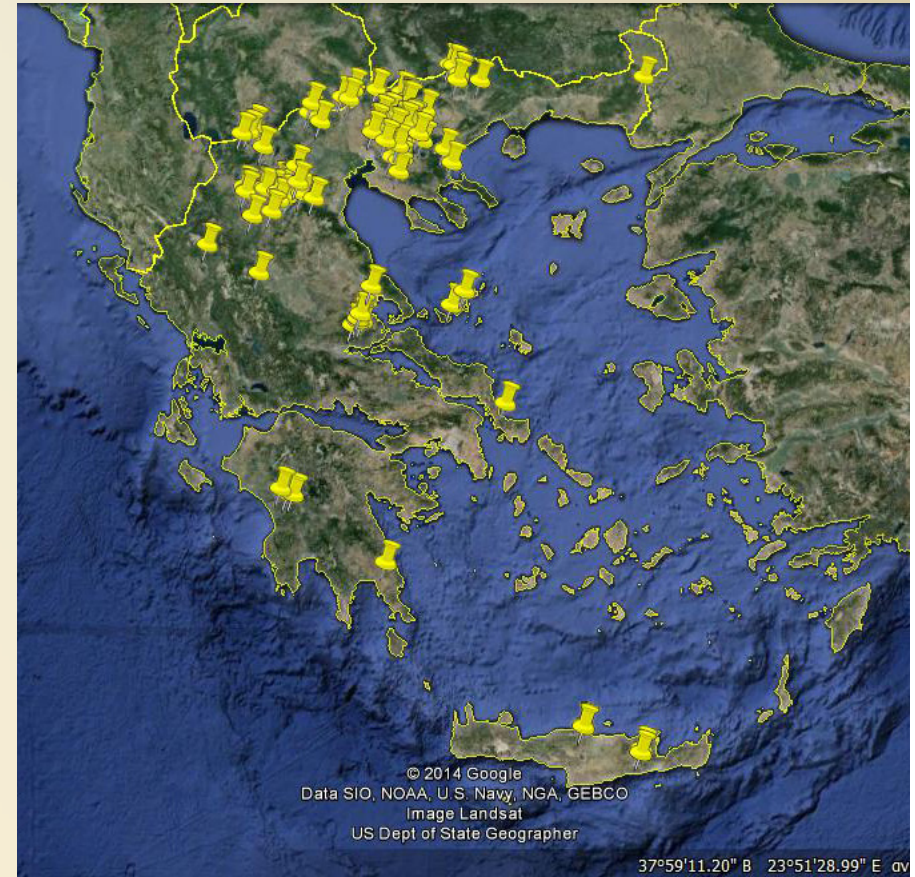 © 2014 Google
Data SIO, NOAA, U.S. Navy, NGA, GEBCO
Image Landsat
US Dept of State Geographer
37°59'11.20" Β 23°51'28.99" Ε αν